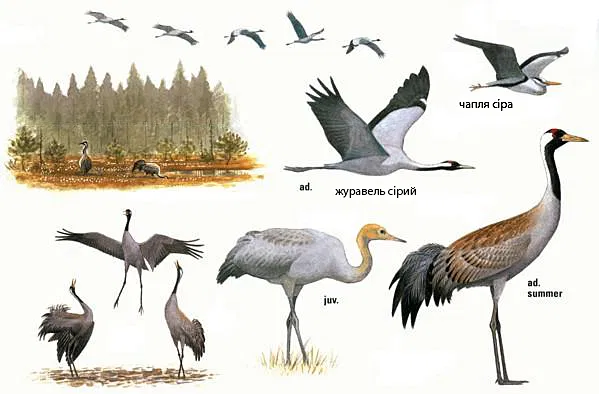 чапля сіра
ad.
журавель сірий
juv.
ad.
summer